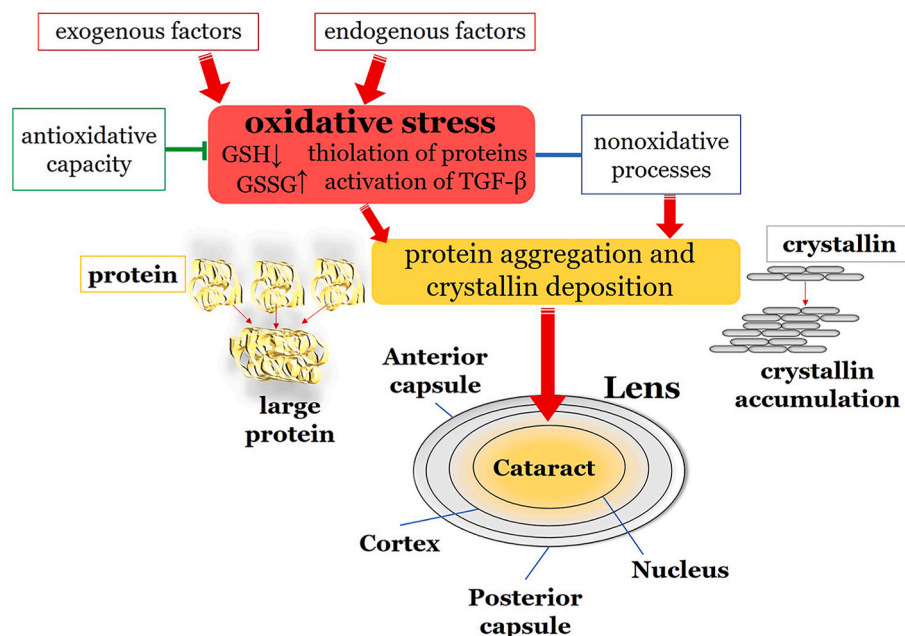 exogenous factors
endogenous factors
antioxidative
capacity
oxidative stress
GSH↓ thiolation of proteins
GSSG↑ activation of TGF-β
nonoxidative
processes
protein
protein aggregation and
crystallin deposition
crystallin
large
protein
crystallin
accumulation
Anterior
capsule
Lens
Cataract
Cortex
Nucleus
Posterior
capsule